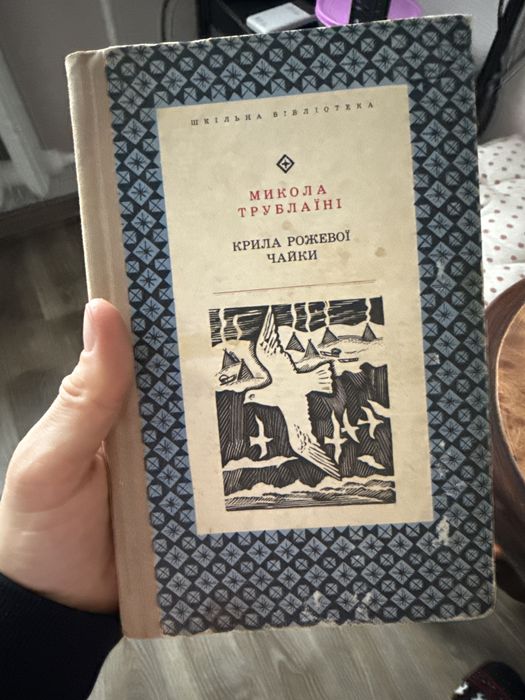 ШКІЛЬНА БІБЛІОТЕКА
МИКОЛА
ТРУБЛАЇНІ
КРИЛА РОЖЕВОЇ
ЧАЙКИ